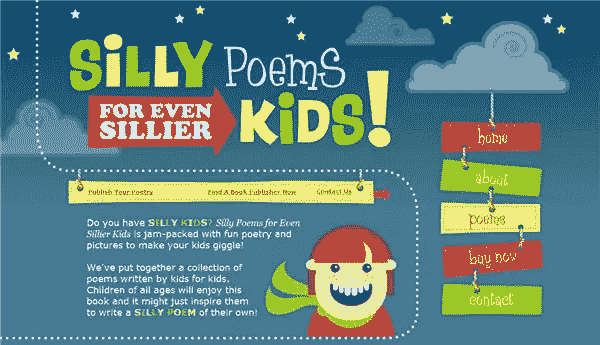 SiLLY Poems
FOR EVEN
SILLIER
KiDS!
home
about
poems
buy now
contact
Publish Your Poetry Find A Book Publisher Now Contact Us
Do you have SILLY KIDS? Silly Poems for Even
Sillier Kids is jam-packed with fun poetry and
pictures to make your kids giggle!
We've put together a collection of
poems written by kids for kids.
Children of all ages will enjoy this
book and it might just inspire them
to write a SILLY POEM of their own!